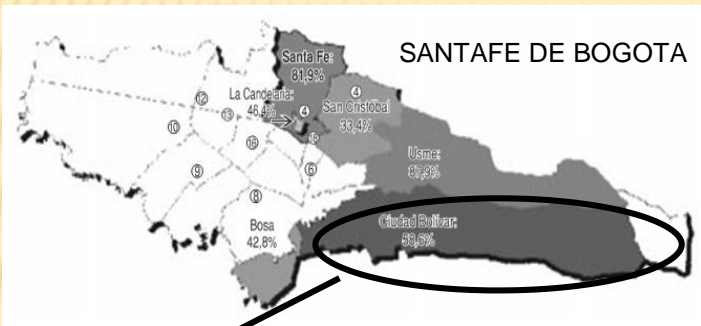 SANTAFE DE BOGOTA
Santa Fe:
81,9%
La Candelaria:
46,4%
④
④
San Cristóbal
33,4%
⑫
⑬
⑩
⑯
⑨
⑥
⑧
Usme:
87,9%
Bosa
42,8%
Ciudad Bolívar:
58,6%